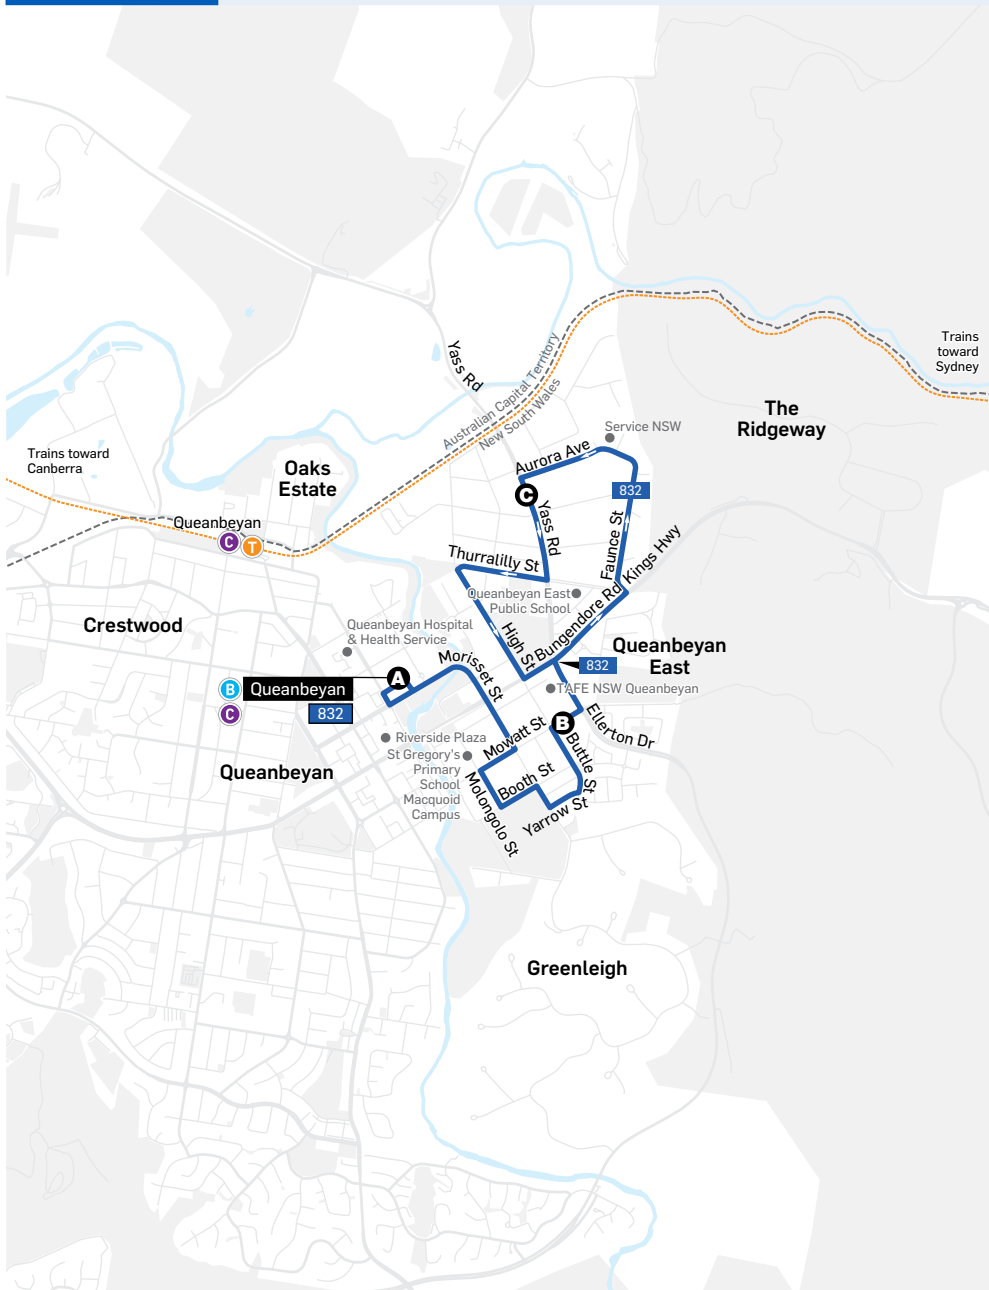 Yass Rd
Australian Capital Territory
New South Wales
Trains
toward
Sydney
The
Ridgeway
Service NSW
Aurora Ave
Trains toward
Canberra
Oaks
Estate
832
C
Yass Rd
Queanbeyan
C
T
Faunce St
Kings Hwy
Thurralilly St
Queanbeyan East
Public School
Bungendore Rd
High St
Crestwood
Queanbeyan Hospital
& Health Service
Morisset St
Queanbeyan
East
832
A
B
Queanbeyan
C
832
TAFE NSW Queanbeyan
Ellerton Dr
B
Riverside Plaza
Mowatt St
Buttle St
St Gregory's
Primary
School
Macquoid
Campus
Queanbeyan
Booth St
Molongolo St
Yarrow St
Greenleigh